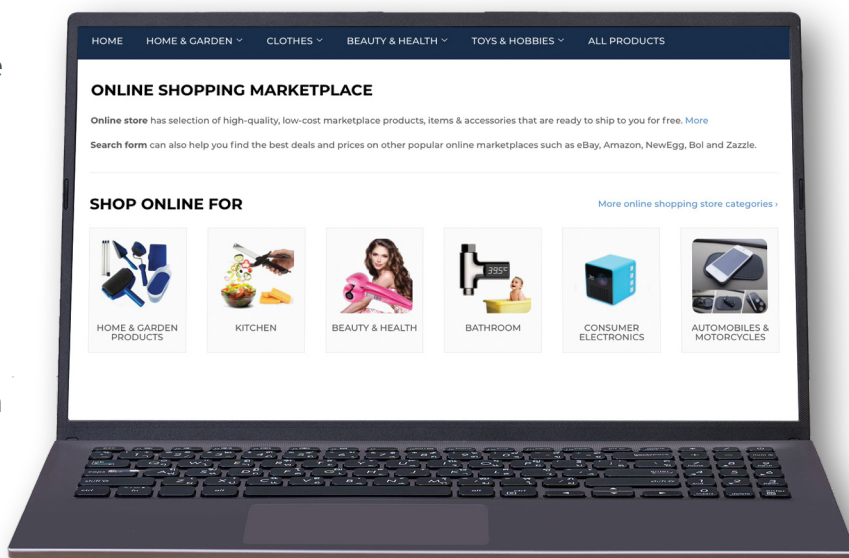 HOME HOME & GARDEN CLOTHES BEAUTY & HEALTH TOYS & HOBBIES ALL PRODUCTS
ONLINE SHOPPING MARKETPLACE
Online store has selection of high-quality, low-cost marketplace products, items & accessories that are ready to ship to you for free. More
Search form can also help you find the best deals and prices on other popular online marketplaces such as eBay, Amazon, NewEgg, Bol and Zazzle.
SHOP ONLINE FOR
More online shopping store categories ›
39.5°C
HOME & GARDEN
PRODUCTS
KITCHEN
BEAUTY & HEALTH
BATHROOM
CONSUMER
ELECTRONICS
AUTOMOBILES &
MOTORCYCLES